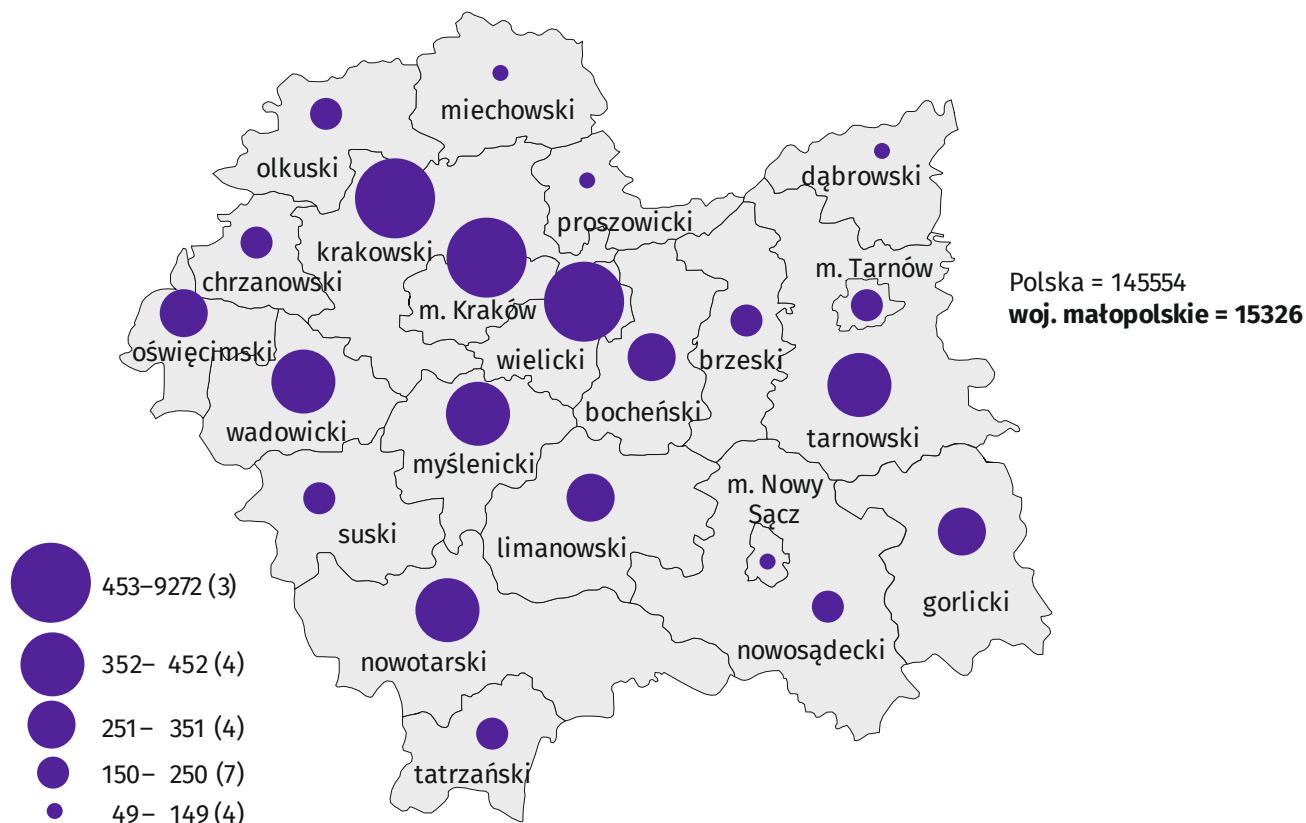 miechowski
olkuski
dąbrowski
proszowicki
krakowski
m. Tarnów
chrzanowski
Polska = 145554
m. Kraków
woj. małopolskie = 15326
oświęcimski
wielicki
brzeski
bocheński
wadowicki
tarnowski
myślenicki
m. Nowy
Sącz
suski
limanowski
453–9272 (3)
gorlicki
nowosądecki
352– 452 (4)
nowotarski
251– 351 (4)
150– 250 (7)
tatrzański
49– 149 (4)